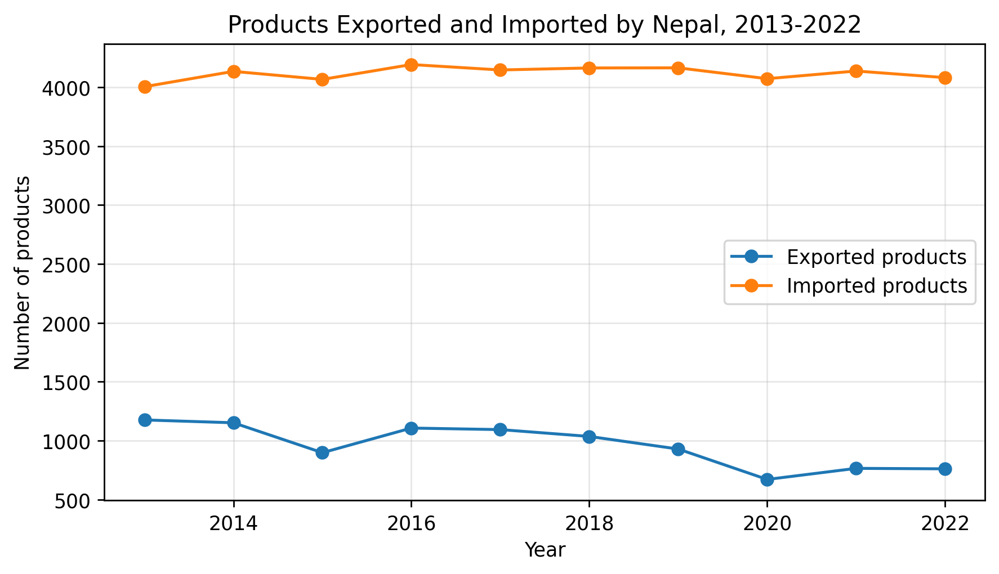 Products Exported and Imported by Nepal, 2013-2022
Number of products
4000
3500
3000
2500
2000
1500
1000
500
Exported products
Imported products
2014 2016 2018 2020 2022
Year